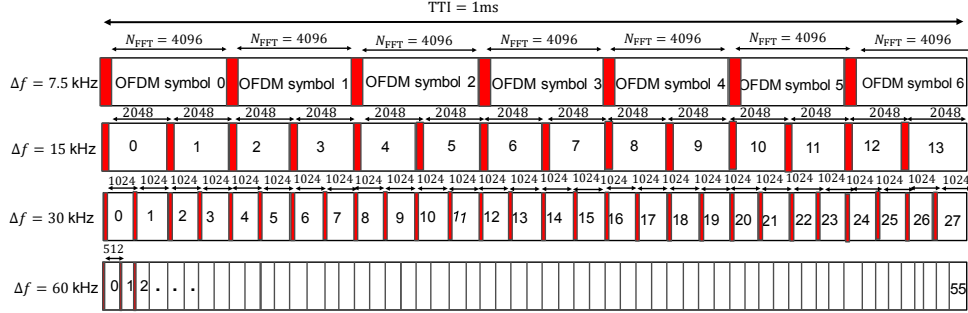 TTI = 1ms
N_FFT = 4096 N_FFT = 4096 N_FFT = 4096 N_FFT = 4096 N_FFT = 4096 N_FFT = 4096 N_FFT = 4096
Δf = 7.5 kHz OFDM symbol 0 OFDM symbol 1 OFDM symbol 2 OFDM symbol 3 OFDM symbol 4 OFDM symbol 5 OFDM symbol 6
2048 2048 2048 2048 2048 2048 2048 2048 2048 2048 2048 2048 2048 2048
Δf = 15 kHz 0 1 2 3 4 5 6 7 8 9 10 11 12 13
1024 1024 1024 1024 1024 1024 1024 1024 1024 1024 1024 1024 1024 1024 1024 1024 1024 1024 1024 1024 1024 1024 1024 1024 1024 1024 1024 1024
Δf = 30 kHz 0 1 2 3 4 5 6 7 8 9 10 11 12 13 14 15 16 17 18 19 20 21 22 23 24 25 26 27
512
Δf = 60 kHz 0 1 2 . . . 55